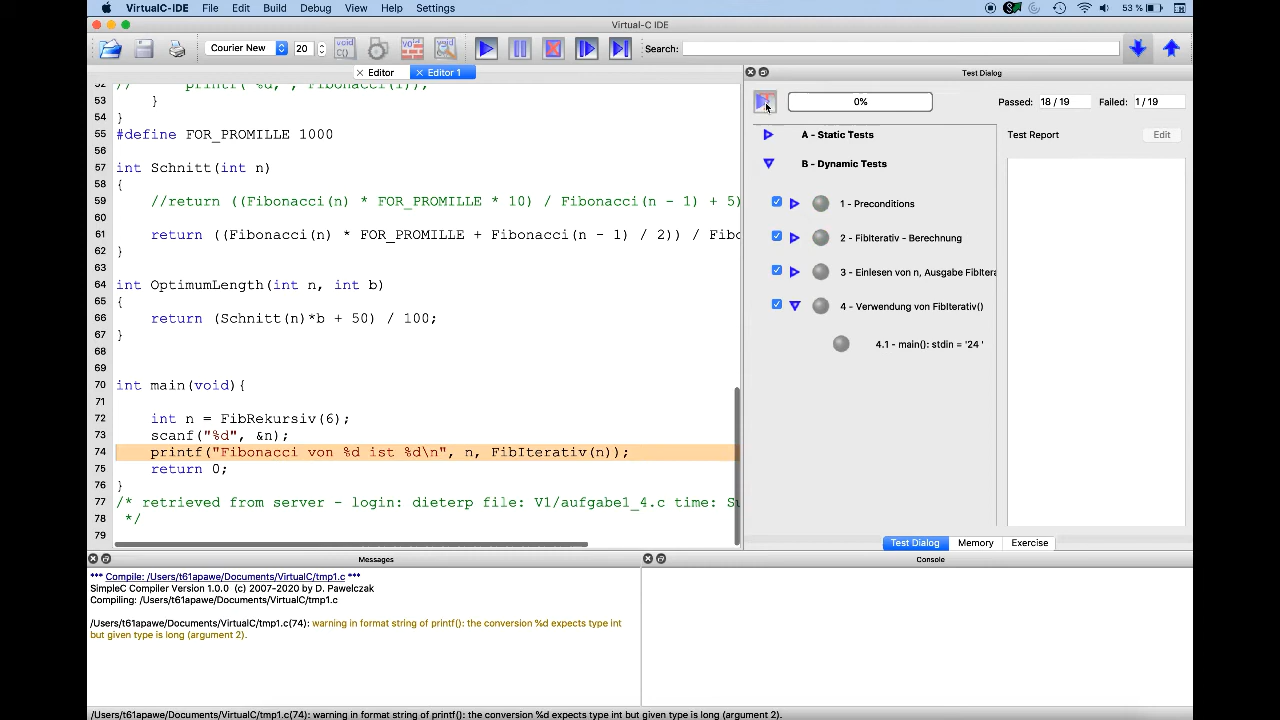 VirtualC-IDE File Edit Build Debug View Help Settings 53 %
Virtual-C IDE
Courier New 20 Search:
Editor Editor 1
Test Dialog
0% Passed: 18 / 19 Failed: 1 / 19
A - Static Tests
Test Report Edit
B - Dynamic Tests
1 - Preconditions
2 - FibIterativ - Berechnung
3 - Einlesen von n, Ausgabe FibItera
4 - Verwendung von FibIterativ()
4.1 - main(): stdin = '24 '
52 // printf("%d, ", Fibonacci(i));
53 }
54 }
55 #define FOR_PROMILLE 1000
56
57 int Schnitt(int n)
58 {
59 //return ((Fibonacci(n) * FOR_PROMILLE * 10) / Fibonacci(n - 1) + 5)
60
61 return ((Fibonacci(n) * FOR_PROMILLE + Fibonacci(n - 1) / 2)) / Fibo
62 }
63
64 int OptimumLength(int n, int b)
65 {
66 return (Schnitt(n)*b + 50) / 100;
67 }
68
69
70 int main(void){
71
72 int n = FibRekursiv(6);
73 scanf("%d", &n);
74 printf("Fibonacci von %d ist %d\n", n, FibIterativ(n));
75 return 0;
76 }
77 /* retrieved from server - login: dieterp file: V1/aufgabe1_4.c time: Su
78 */
79
Test Dialog Memory Exercise
Messages
*** Compile: /Users/t61apawe/Documents/VirtualC/tmp1.c ***
SimpleC Compiler Version 1.0.0 (c) 2007-2020 by D. Pawelczak
Compiling: /Users/t61apawe/Documents/VirtualC/tmp1.c
/Users/t61apawe/Documents/VirtualC/tmp1.c(74): warning in format string of printf(): the conversion %d expects type int
but given type is long (argument 2).
Console
/Users/t61apawe/Documents/VirtualC/tmp1.c(74): warning in format string of printf(): the conversion %d expects type int but given type is long (argument 2).